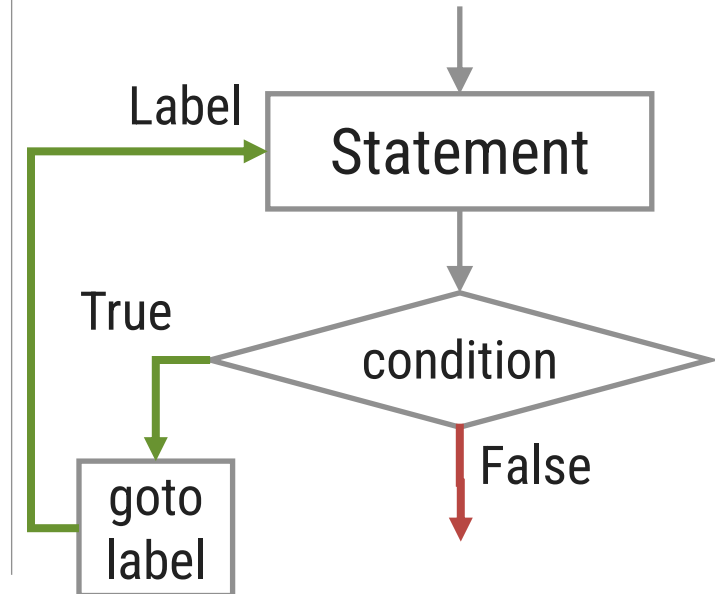 Label
Statement
True
condition
False
goto
label